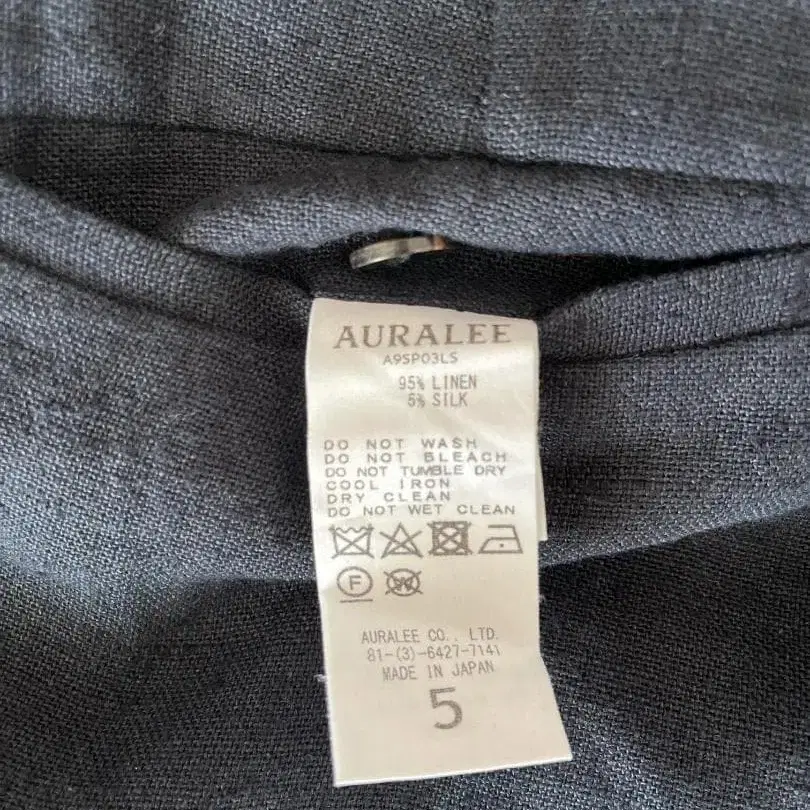 AURALEE
A9SP03LS
95% LINEN
5% SILK
DO NOT WASH
DO NOT BLEACH
DO NOT TUMBLE DRY
COOL IRON
DRY CLEAN
DO NOT WET CLEAN
F W
AURALEE CO., LTD.
81-(3)-6427-7141
MADE IN JAPAN
5